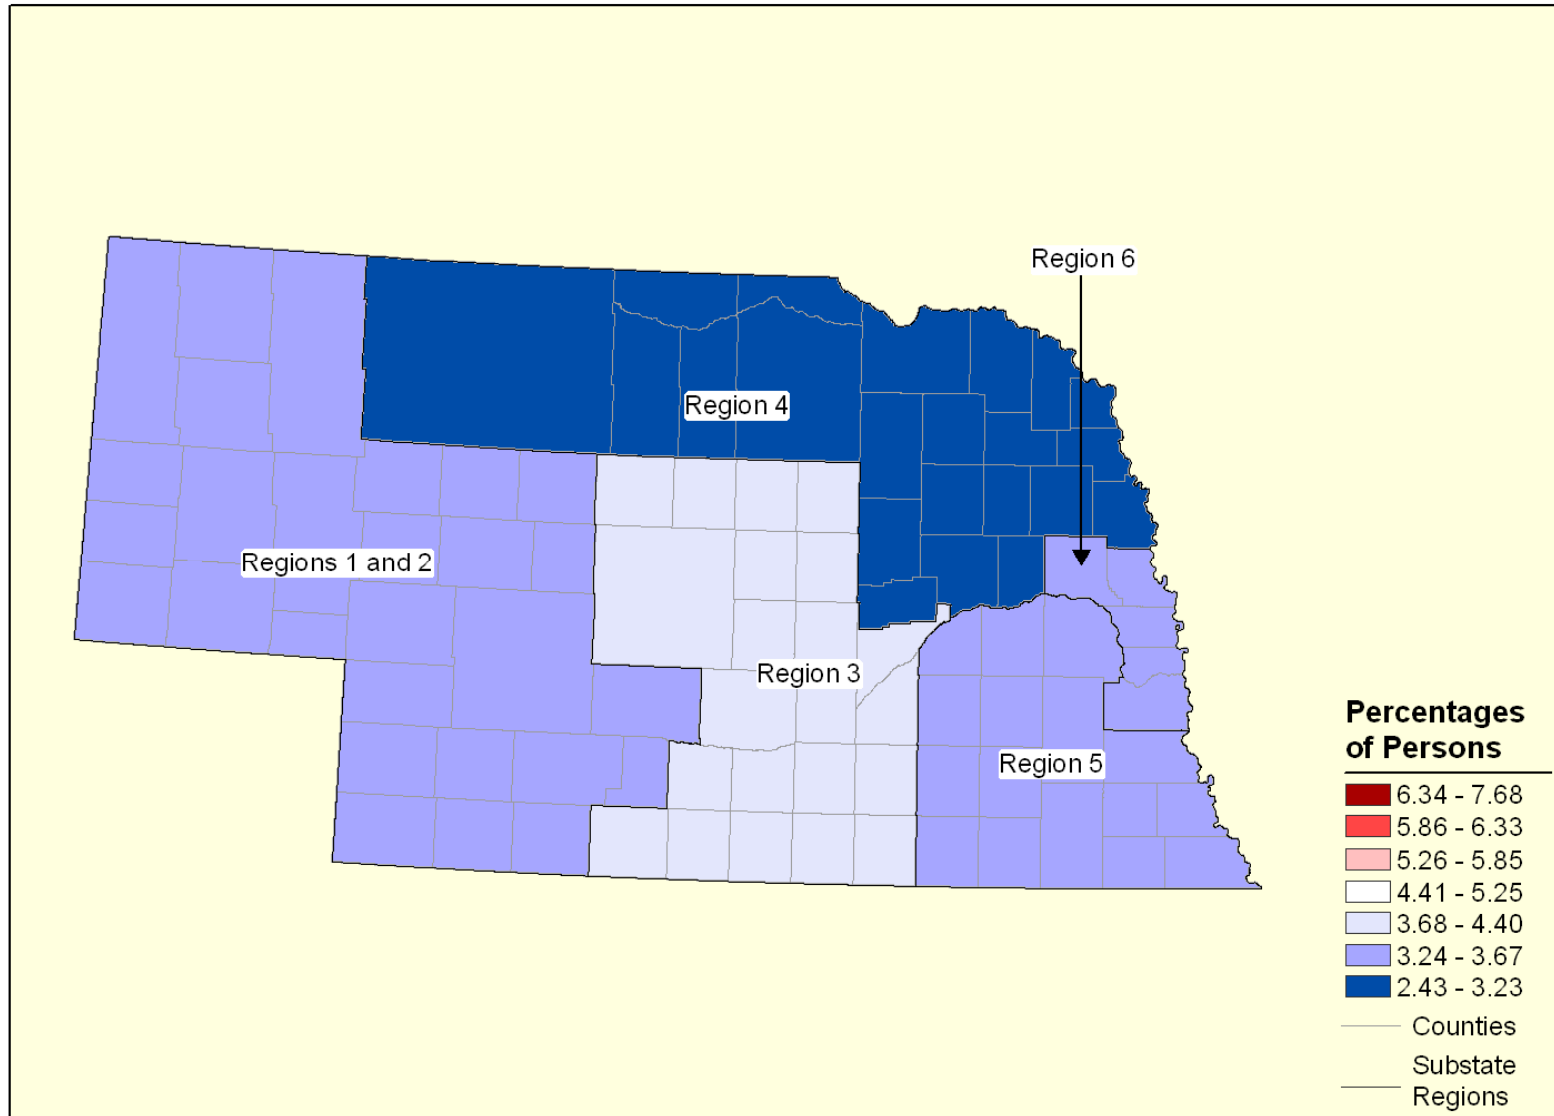 Region 6
Region 4
Regions 1 and 2
Region 3
Region 5
Percentages
of Persons
6.34 - 7.68
5.86 - 6.33
5.26 - 5.85
4.41 - 5.25
3.68 - 4.40
3.24 - 3.67
2.43 - 3.23
Counties
Substate
Regions